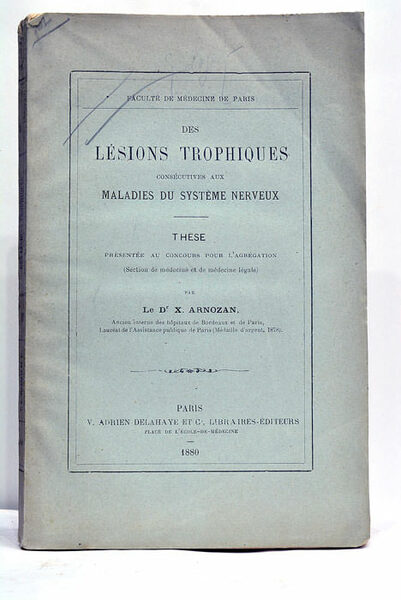 FACULTÉ DE MÉDECINE DE PARIS
DES
LÉSIONS TROPHIQUES
CONSÉCUTIVES AUX
MALADIES DU SYSTÈME NERVEUX
THÈSE
PRÉSENTÉE AU CONCOURS POUR L'AGRÉGATION
(Section de médecine et de médecine légale)
PAR
Le Dr X. ARNOZAN,
Ancien interne des hôpitaux de Bordeaux et de Paris,
Lauréat de l'Assistance publique de Paris (Médaille d'argent, 1878).
PARIS
V. ADRIEN DELAHAYE ET Ce, LIBRAIRES-ÉDITEURS
PLACE DE L'ÉCOLE-DE-MÉDECINE
1880